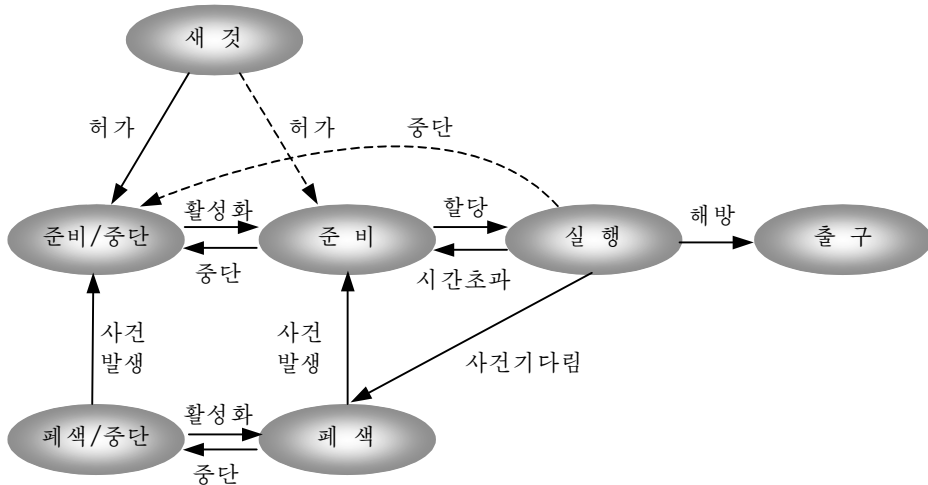 새 것
허가
허가
중단
준비/중단
활성화
중단
준 비
할당
시간초과
실 행
해방
출 구
사건
발생
사건
발생
사건기다림
페색/중단
활성화
중단
페 색